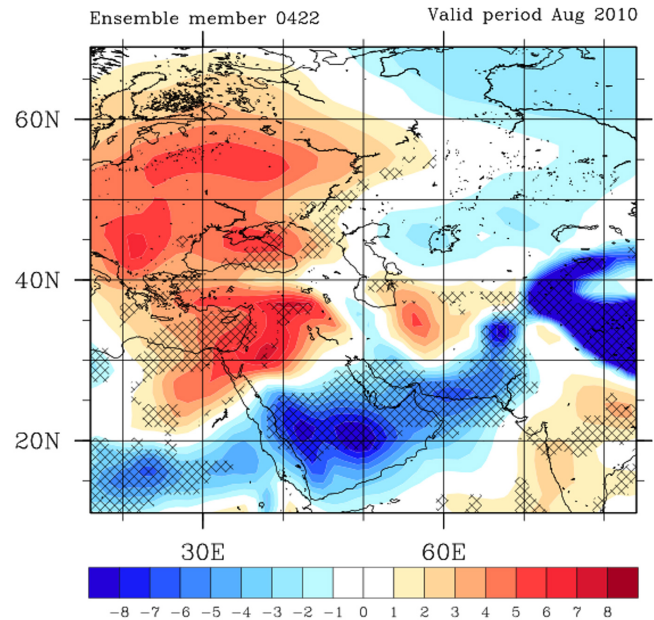 Ensemble member 0422
Valid period Aug 2010
60N
40N
20N
30E 60E
-8 -7 -6 -5 -4 -3 -2 -1 0 1 2 3 4 5 6 7 8